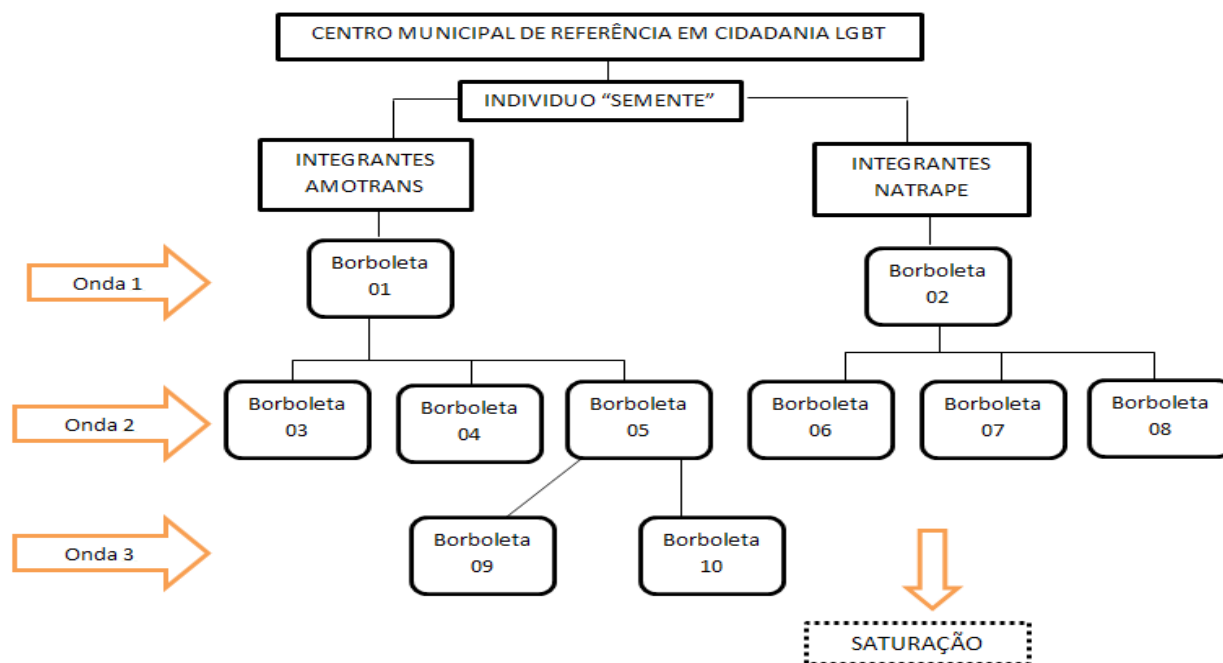 CENTRO MUNICIPAL DE REFERÊNCIA EM CIDADANIA LGBT
INDIVIDUO “SEMENTE”
INTEGRANTES
AMOTRANS
INTEGRANTES
NATRAPE
Onda 1
Borboleta
01
Borboleta
02
Onda 2
Borboleta
03
Borboleta
04
Borboleta
05
Borboleta
06
Borboleta
07
Borboleta
08
Onda 3
Borboleta
09
Borboleta
10
SATURAÇÃO